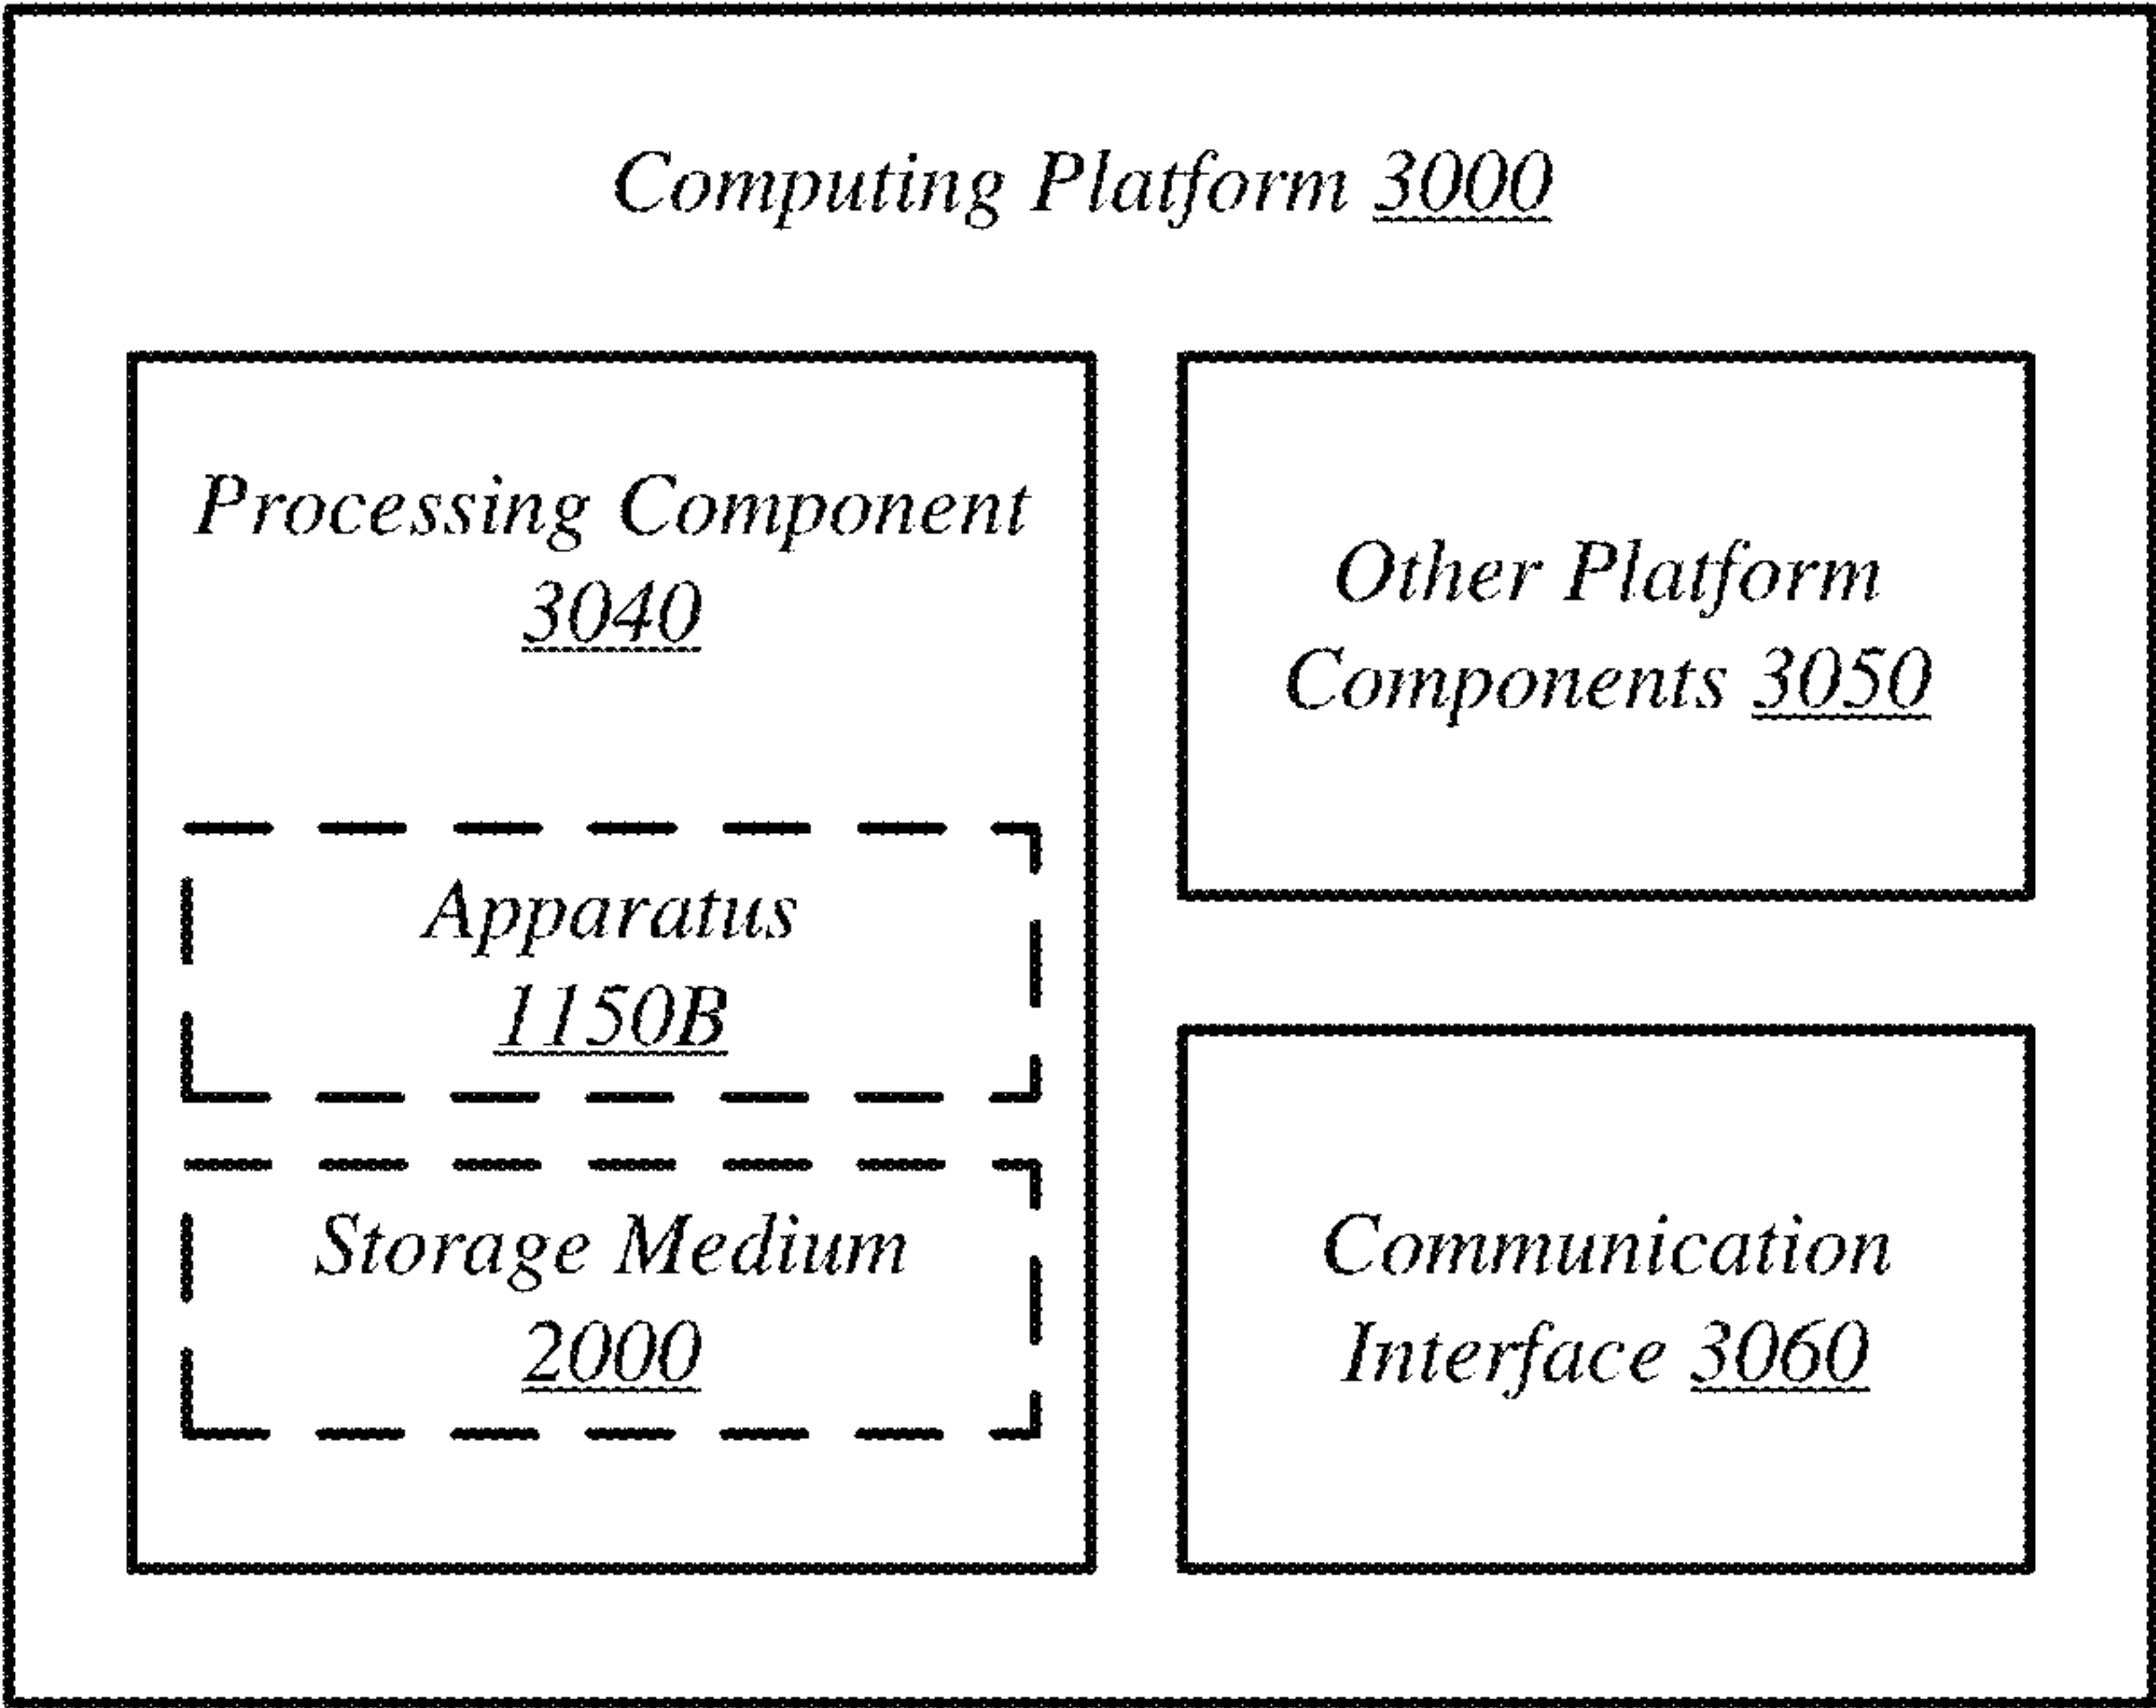 Computing Platform 3000
Processing Component
3040
Apparatus
1150B
Storage Medium
2000
Other Platform
Components 3050
Communication
Interface 3060